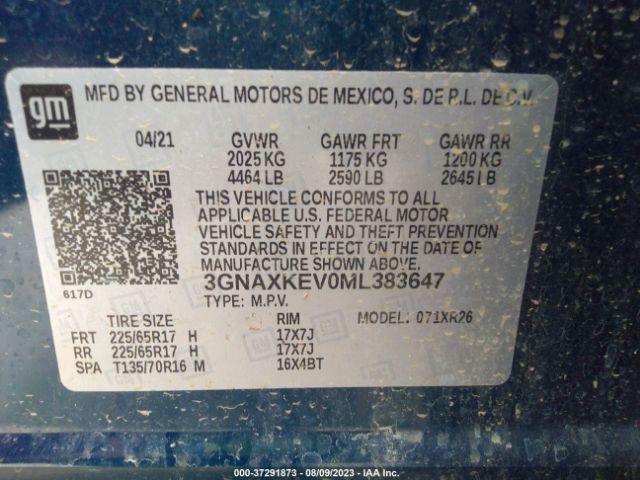 gm
MFD BY GENERAL MOTORS DE MEXICO, S. DE R.L. DE C.V.
04/21 GVWR GAWR FRT GAWR RR
2025 KG 1175 KG 1200 KG
4464 LB 2590 LB 2645 LB
THIS VEHICLE CONFORMS TO ALL
APPLICABLE U.S. FEDERAL MOTOR
VEHICLE SAFETY AND THEFT PREVENTION
STANDARDS IN EFFECT ON THE DATE OF
MANUFACTURE SHOWN ABOVE.
617D
3GNAXKEV0ML383647
TYPE: M.P.V.
TIRE SIZE RIM MODEL: 071XR26
FRT 225/65R17 H 17X7J
RR 225/65R17 H 17X7J
SPA T135/70R16 M 16X4BT
000-37291873 - 08/09/2023 - IAA Inc.